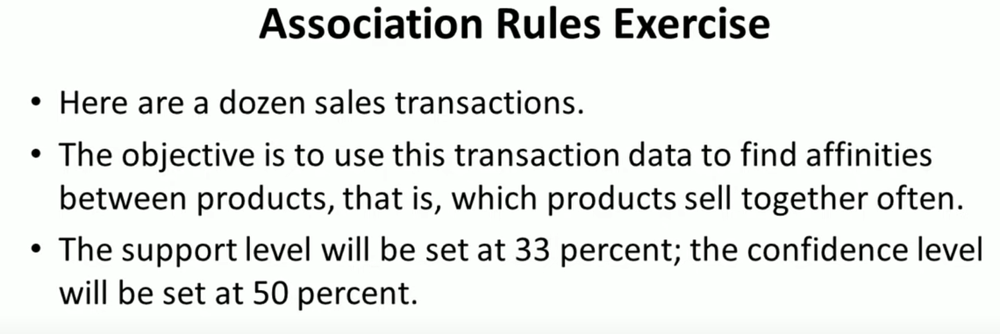 Association Rules Exercise
• Here are a dozen sales transactions.
• The objective is to use this transaction data to find affinities
between products, that is, which products sell together often.
• The support level will be set at 33 percent; the confidence level
will be set at 50 percent.